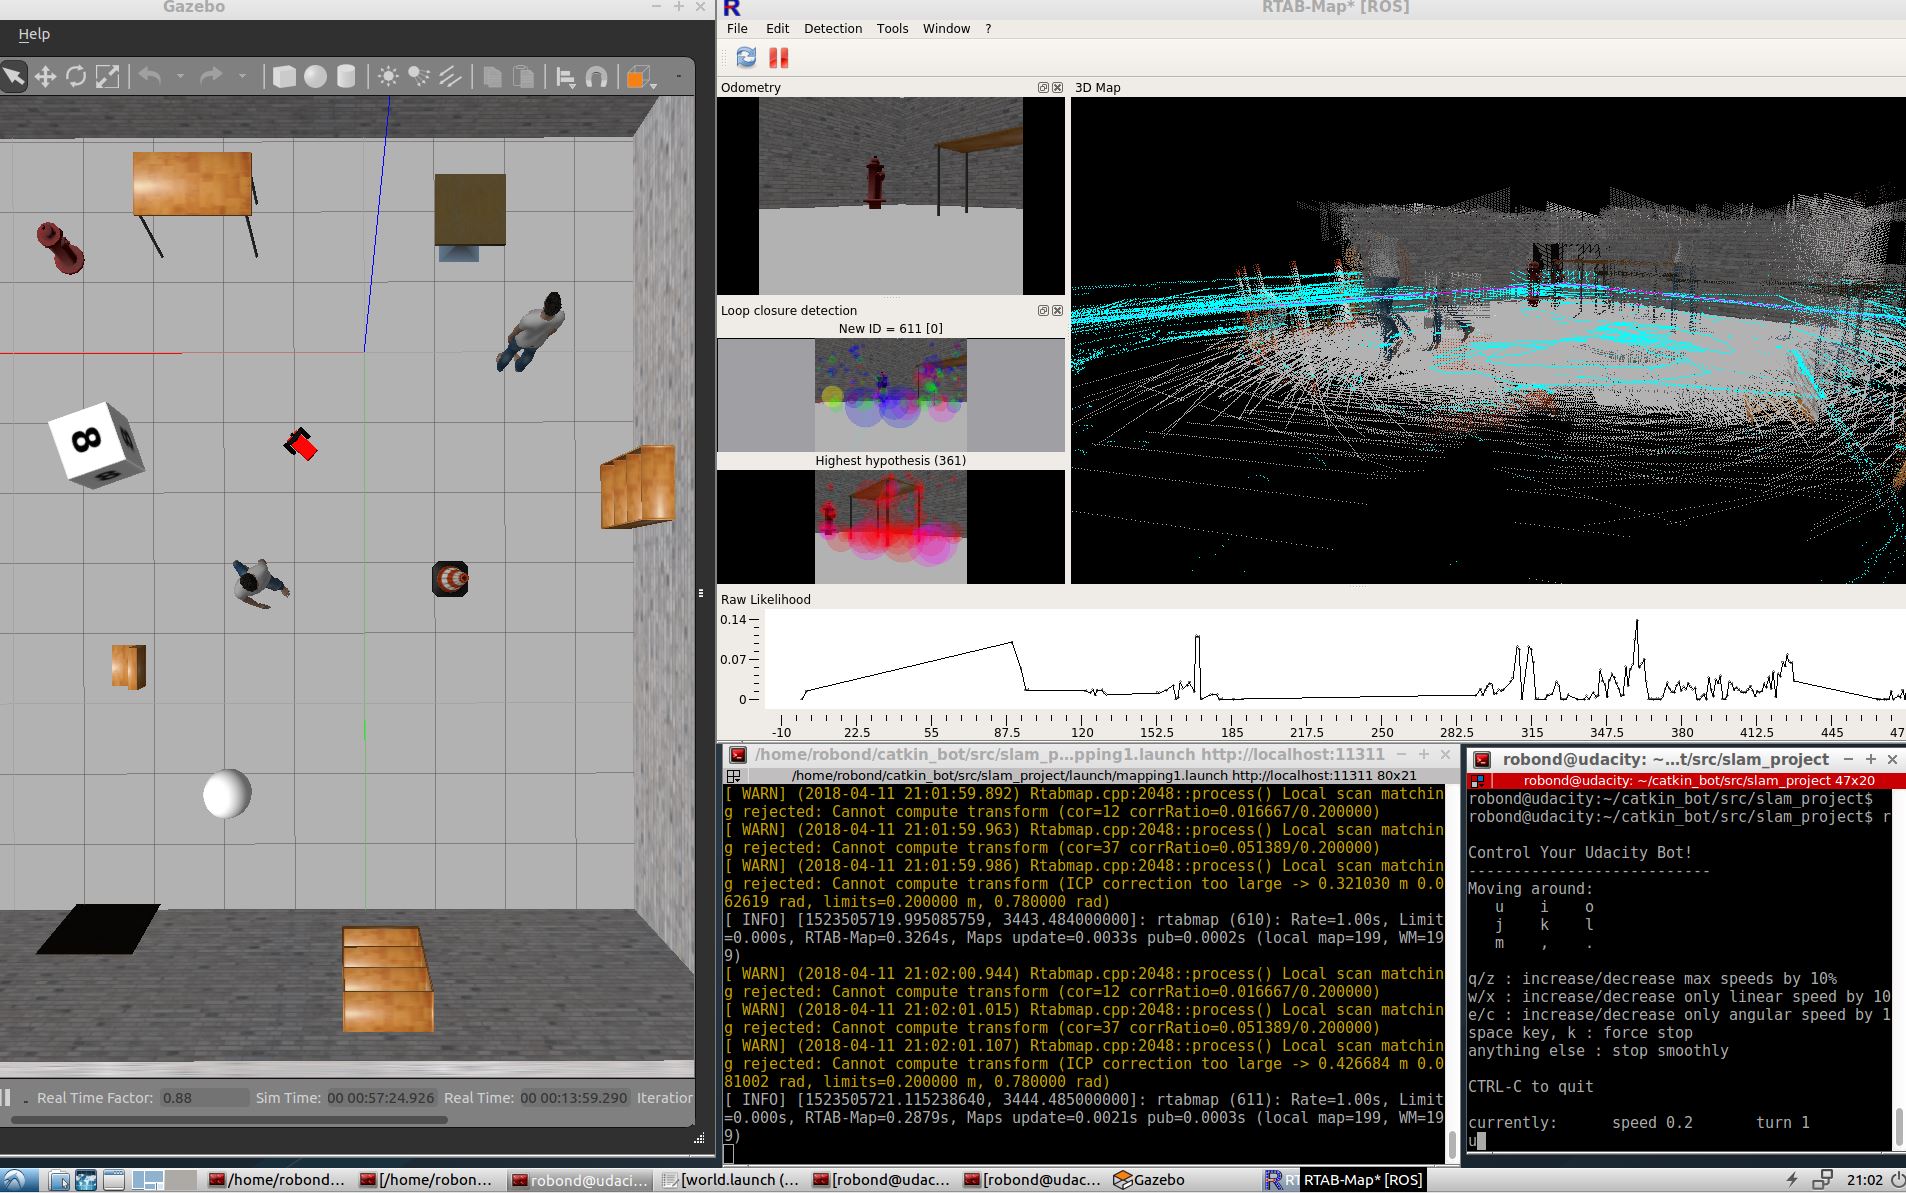 Gazebo
Help
Real Time Factor: 0.88 Sim Time: 00 00:57:24.926 Real Time: 00 00:13:59.290 Iteration
8
RTAB-Map* [ROS]
File Edit Detection Tools Window ?
Odometry
3D Map
Loop closure detection
New ID = 611 [0]
Highest hypothesis (361)
Raw Likelihood
0.14
0.07
0
-10 22.5 55 87.5 120 152.5 185 217.5 250 282.5 315 347.5 380 412.5 445 47
/home/robond/catkin_bot/src/slam_p...pping1.launch http://localhost:11311
/home/robond/catkin_bot/src/slam_project/launch/mapping1.launch http://localhost:11311 80x21
[ WARN] (2018-04-11 21:01:59.892) Rtabmap.cpp:2048::process() Local scan matchin
g rejected: Cannot compute transform (cor=12 corrRatio=0.016667/0.200000)
[ WARN] (2018-04-11 21:01:59.963) Rtabmap.cpp:2048::process() Local scan matchin
g rejected: Cannot compute transform (cor=37 corrRatio=0.051389/0.200000)
[ WARN] (2018-04-11 21:01:59.986) Rtabmap.cpp:2048::process() Local scan matchin
g rejected: Cannot compute transform (ICP correction too large -> 0.321030 m 0.0
62619 rad, limits=0.200000 m, 0.780000 rad)
[ INFO] [1523505719.995085759, 3443.484000000]: rtabmap (610): Rate=1.00s, Limit
=0.000s, RTAB-Map=0.3264s, Maps update=0.0033s pub=0.0002s (local map=199, WM=19
9)
[ WARN] (2018-04-11 21:02:00.944) Rtabmap.cpp:2048::process() Local scan matchin
g rejected: Cannot compute transform (cor=12 corrRatio=0.016667/0.200000)
[ WARN] (2018-04-11 21:02:01.015) Rtabmap.cpp:2048::process() Local scan matchin
g rejected: Cannot compute transform (cor=37 corrRatio=0.051389/0.200000)
[ WARN] (2018-04-11 21:02:01.107) Rtabmap.cpp:2048::process() Local scan matchin
g rejected: Cannot compute transform (ICP correction too large -> 0.426684 m 0.0
81002 rad, limits=0.200000 m, 0.780000 rad)
[ INFO] [1523505721.115238640, 3444.485000000]: rtabmap (611): Rate=1.00s, Limit
=0.000s, RTAB-Map=0.2879s, Maps update=0.0021s pub=0.0003s (local map=199, WM=19
9)
robond@udacity: ~...t/src/slam_project
robond@udacity: ~/catkin_bot/src/slam_project 47x20
robond@udacity:~/catkin_bot/src/slam_project$
robond@udacity:~/catkin_bot/src/slam_project$ r
Control Your Udacity Bot!
---------------------------
Moving around:
u i o
j k l
m , .
q/z : increase/decrease max speeds by 10%
w/x : increase/decrease only linear speed by 10
e/c : increase/decrease only angular speed by 1
space key, k : force stop
anything else : stop smoothly
CTRL-C to quit
currently: speed 0.2 turn 1
u
/home/robond... [/home/robon... robond@udaci... [world.launch (... [robond@udac... [robond@udac... Gazebo RT RTAB-Map* [ROS] 21:02